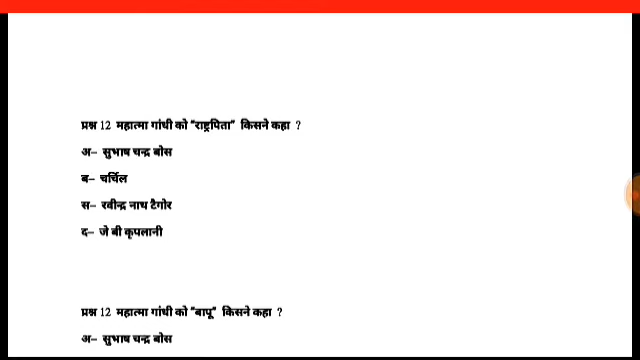 प्रश्न 12 महात्मा गांधी को "राष्ट्रपिता" किसने कहा ?
अ– सुभाष चन्द्र बोस
ब– चर्चिल
स– रवीन्द्र नाथ टैगोर
द– जे बी कृपलानी
प्रश्न 12 महात्मा गांधी को "बापू" किसने कहा ?
अ– सुभाष चन्द्र बोस